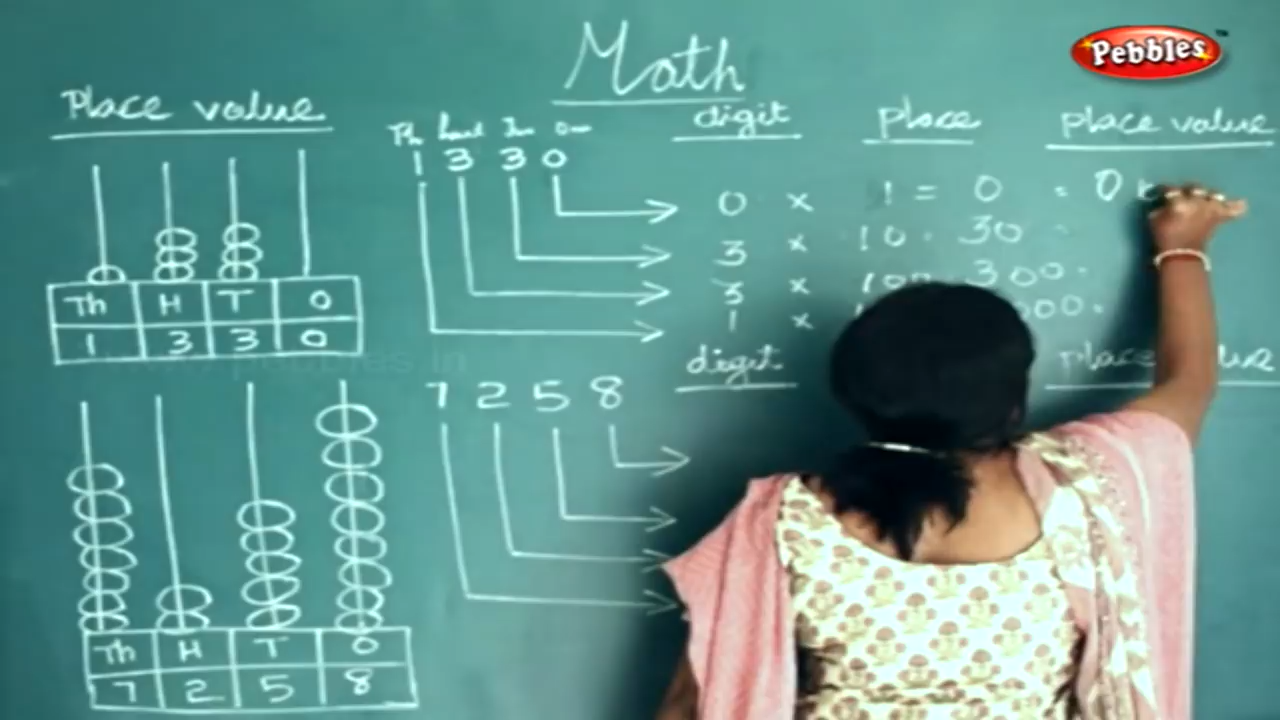 Math
Pebbles
Place value
digit place place value
1 3 3 0
0 × 1 = 0 = 0
3 × 10 = 30
3 × 100 300
1 × 000
Th H T O
1 3 3 0
digit place
7 2 5 8
Th H T O
7 2 5 8